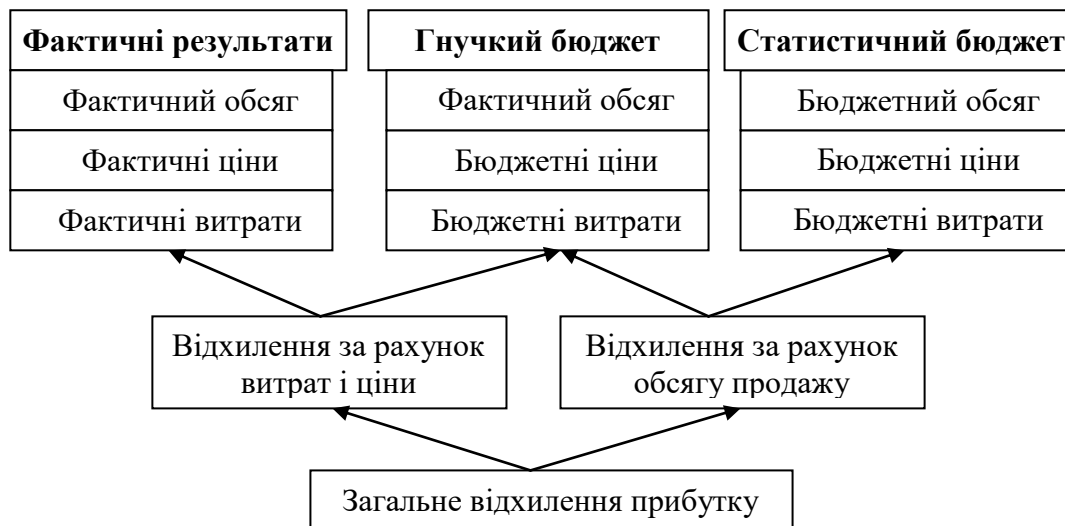 Фактичні результати
Гнучкий бюджет
Статистичний бюджет
Фактичний обсяг
Фактичний обсяг
Бюджетний обсяг
Фактичні ціни
Бюджетні ціни
Бюджетні ціни
Фактичні витрати
Бюджетні витрати
Бюджетні витрати
Відхилення за рахунок
витрат і ціни
Відхилення за рахунок
обсягу продажу
Загальне відхилення прибутку